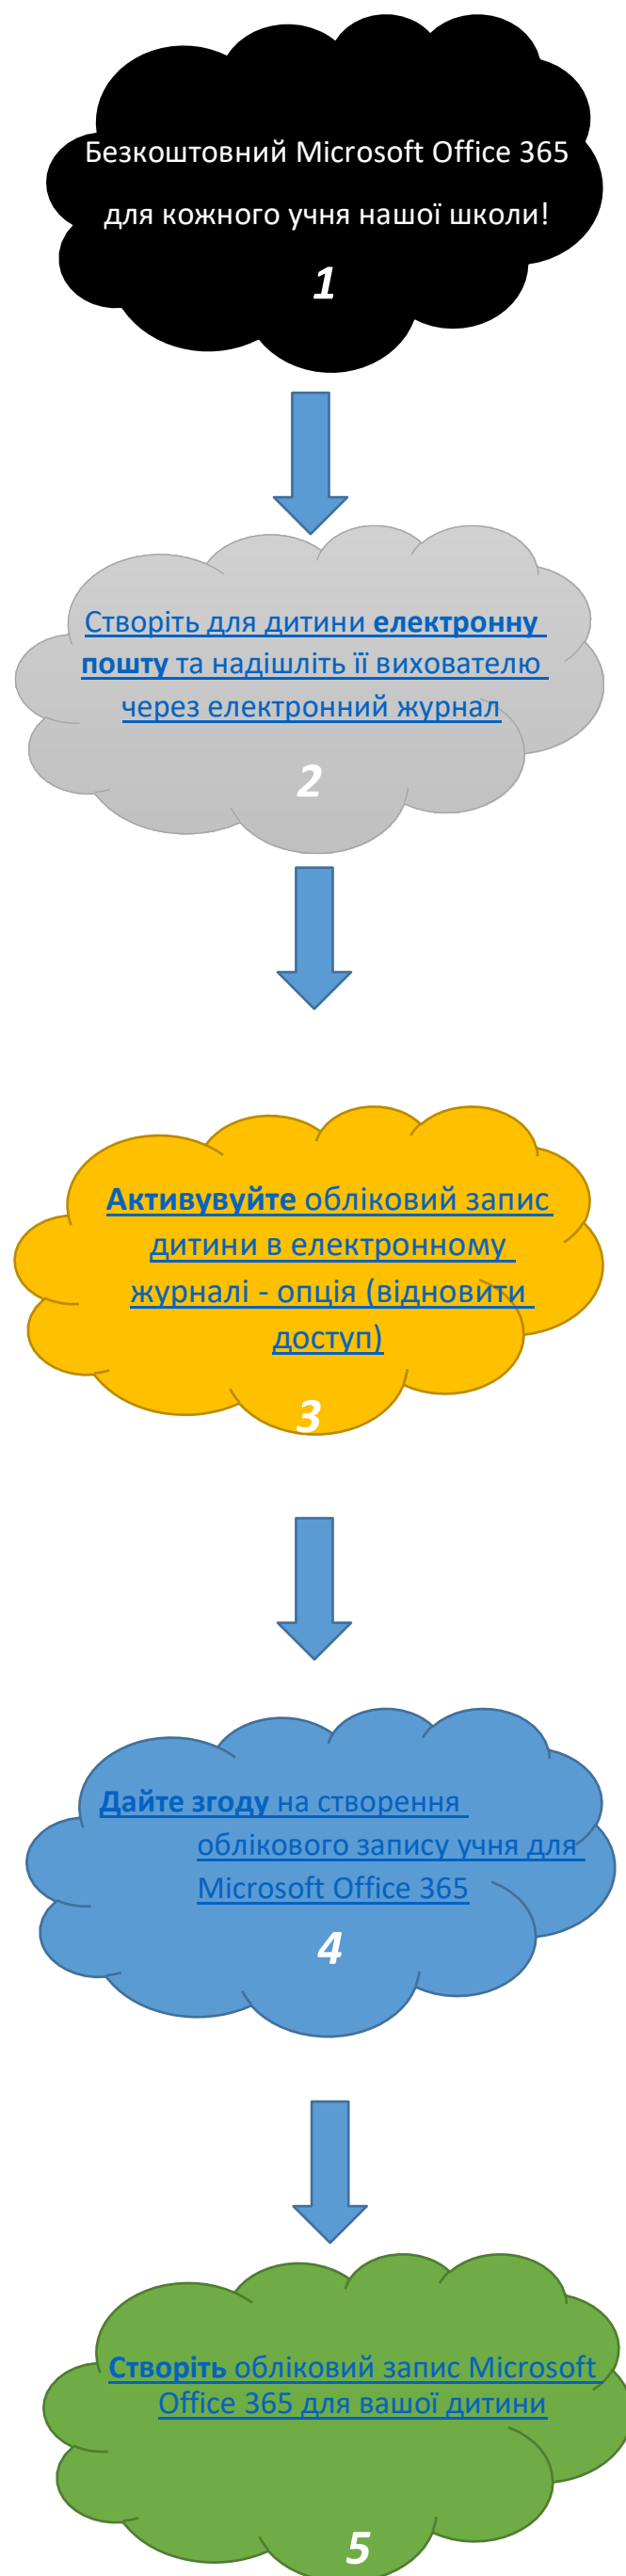 Безкоштовний Microsoft Office 365
для кожного учня нашої школи!
1
Створіть для дитини електронну
пошту та надішліть її вихователю
через електронний журнал
2
Активувуйте обліковий запис
дитини в електронному
журналі - опція (відновити
доступ)
3
Дайте згоду на створення
облікового запису учня для
Microsoft Office 365
4
Створіть обліковий запис Microsoft
Office 365 для вашої дитини
5